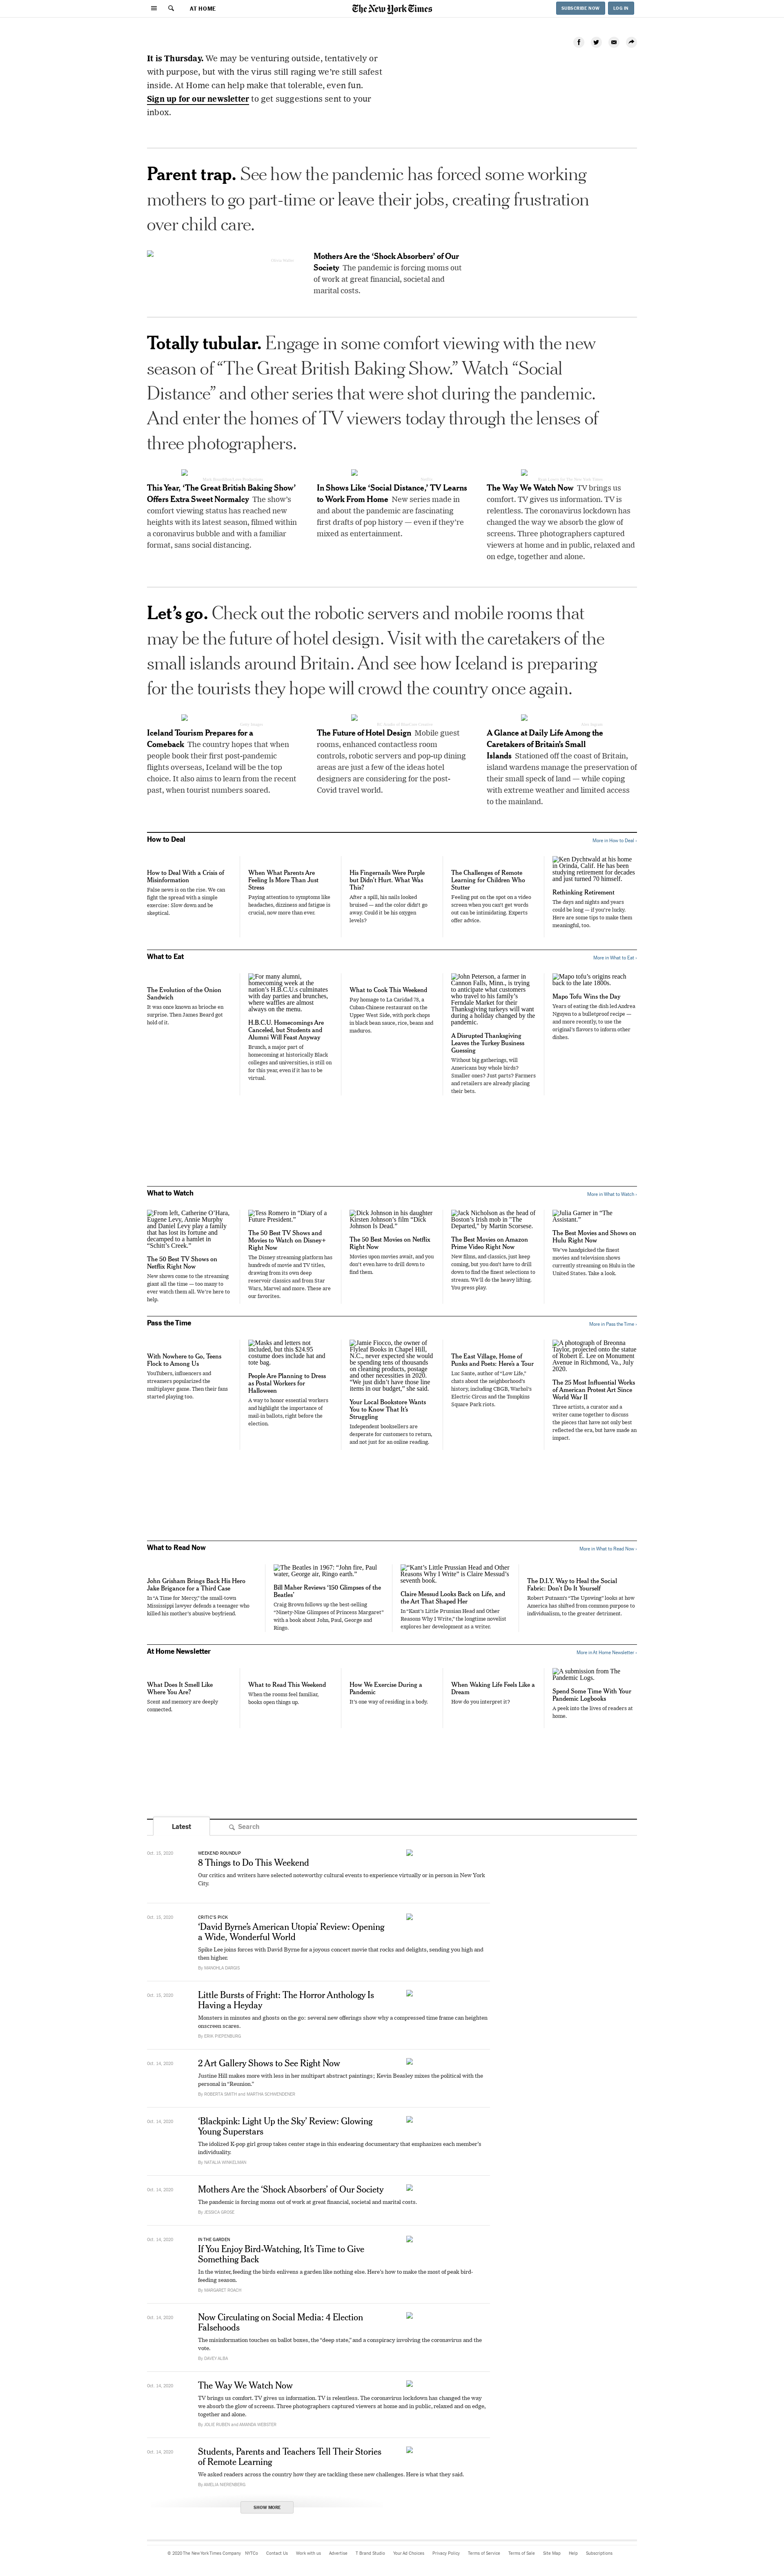 AT HOME
The New York Times
SUBSCRIBE NOW
LOG IN
It is Thursday. We may be venturing outside, tentatively or
with purpose, but with the virus still raging we're still safest
inside. At Home can help make that tolerable, even fun.
Sign up for our newsletter to get suggestions sent to your
inbox.
Parent trap. See how the pandemic has forced some working
mothers to go part-time or leave their jobs, creating frustration
over child care.
Mothers Are the ‘Shock Absorbers’ of Our
Society The pandemic is forcing moms out
of work at great financial, societal and
marital costs.
Totally tubular. Engage in some comfort viewing with the new
season of “The Great British Baking Show.” Watch “Social
Distance” and other series that were shot during the pandemic.
And enter the homes of TV viewers today through the lenses of
three photographers.
This Year, ‘The Great British Baking Show’
Offers Extra Sweet Normalcy The show’s
comfort viewing status has reached new
heights with its latest season, filmed within
a coronavirus bubble and with a familiar
format, sans social distancing.
In Shows Like ‘Social Distance,’ TV Learns
to Work From Home New series made in
and about the pandemic are fascinating
first drafts of pop history — even if they’re
mixed as entertainment.
The Way We Watch Now TV brings us
comfort. TV gives us information. TV is
relentless. The coronavirus lockdown has
changed the way we absorb the glow of
screens. Three photographers captured
viewers at home and in public, relaxed and
on edge, together and alone.
Let’s go. Check out the robotic servers and mobile rooms that
may be the future of hotel design. Visit with the caretakers of the
small islands around Britain. And see how Iceland is preparing
for the tourists they hope will crowd the country once again.
Iceland Tourism Prepares for a
Comeback The country hopes that when
people book their first post-pandemic
flights overseas, Iceland will be the top
choice. It also aims to learn from the recent
past, when tourist numbers soared.
The Future of Hotel Design Mobile guest
rooms, enhanced contactless room
controls, robotic servers and pop-up dining
areas are just a few of the ideas hotel
designers are considering for the post-
Covid travel world.
A Glance at Daily Life Among the
Caretakers of Britain’s Small
Islands Stationed off the coast of Britain,
island wardens manage the preservation of
their small speck of land — while coping
with extreme weather and limited access
to the mainland.
How to Deal
More in How to Deal ›
How to Deal With a Crisis of
Misinformation
False news is on the rise. We can
fight the spread with a simple
exercise: Slow down and be
skeptical.
When What Parents Are
Feeling Is More Than Just
Stress
Paying attention to symptoms like
headaches, dizziness and fatigue is
crucial, now more than ever.
His Fingernails Were Purple
but Didn’t Hurt. What Was
This?
After a spill, his nails looked
bruised — and the color didn’t go
away. Could it be his oxygen
levels?
The Challenges of Remote
Learning for Children Who
Stutter
Feeling put on the spot on a video
screen when you can’t get words
out can be intimidating. Experts
offer advice.
Ken Dychtwald at his home
in Orinda, Calif. He has been
studying retirement for decades
and just turned 70 himself.
Rethinking Retirement
The days and nights and years
could be long — if you’re lucky.
Here are some tips to make them
meaningful, too.
What to Eat
More in What to Eat ›
The Evolution of the Onion
Sandwich
It was once known as brioche en
surprise. Then James Beard got
hold of it.
For many alumni,
homecoming week at the
nation’s H.B.C.U.s culminates
with day parties and brunches,
where waffles are almost
always on the menu.
H.B.C.U. Homecomings Are
Canceled, but Students and
Alumni Will Feast Anyway
Brunch, a major part of
homecoming at historically Black
colleges and universities, is still on
for this year, even if it has to be
virtual.
What to Cook This Weekend
Pay homage to La Caridad 78, a
Cuban-Chinese restaurant on the
Upper West Side, with pork chops
in black bean sauce, rice, beans and
maduros.
John Peterson, a farmer in
Cannon Falls, Minn., is trying
to anticipate what customers
who travel to his family’s
Ferndale Market for their
Thanksgiving turkeys will want
during a holiday changed by the
pandemic.
A Disrupted Thanksgiving
Leaves the Turkey Business
Guessing
Without big gatherings, will
Americans buy whole birds?
Smaller ones? Just parts? Farmers
and retailers are already placing
their bets.
Mapo tofu’s origins reach
back to the late 1800s.
Mapo Tofu Wins the Day
Years of eating the dish led Andrea
Nguyen to a bulletproof recipe —
and more recently, to use the
original’s flavors to inform other
dishes.
What to Watch
More in What to Watch ›
From left, Catherine O’Hara,
Eugene Levy, Annie Murphy
and Daniel Levy play a family
that has lost its fortune and
decamped to a hamlet in
“Schitt’s Creek.”
The 50 Best TV Shows on
Netflix Right Now
New shows come to the streaming
giant all the time — too many to
ever watch them all. We’re here to
help.
Tess Romero in “Diary of a
Future President.”
The 50 Best TV Shows and
Movies to Watch on Disney+
Right Now
The Disney streaming platform has
hundreds of movie and TV titles,
drawing from its own deep
reservoir classics and from Star
Wars, Marvel and more. These are
our favorites.
Dick Johnson in his daughter
Kirsten Johnson’s film “Dick
Johnson Is Dead.”
The 50 Best Movies on Netflix
Right Now
Movies upon movies await, and you
don’t even have to drill down to
find them.
Jack Nicholson as the head of
Boston’s Irish mob in "The
Departed," by Martin Scorsese.
The Best Movies on Amazon
Prime Video Right Now
New films, and classics, just keep
coming, but you don’t have to drill
down to find the finest selections to
stream. We’ll do the heavy lifting.
You press play.
Julia Garner in “The
Assistant.”
The Best Movies and Shows on
Hulu Right Now
We’ve handpicked the finest
movies and television shows
currently streaming on Hulu in the
United States. Take a look.
Pass the Time
More in Pass the Time ›
With Nowhere to Go, Teens
Flock to Among Us
YouTubers, influencers and
streamers popularized the
multiplayer game. Then their fans
started playing too.
Masks and letters not
included, but this $24.95
costume does include hat and
tote bag.
People Are Planning to Dress
as Postal Workers for
Halloween
A way to honor essential workers
and highlight the importance of
mail-in ballots, right before the
election.
Jamie Fiocco, the owner of
Flyleaf Books in Chapel Hill,
N.C., never expected she would
be spending tens of thousands
on cleaning products, postage
and other necessities in 2020.
“We just didn’t have those line
items in our budget,” she said.
Your Local Bookstore Wants
You to Know That It’s
Struggling
Independent booksellers are
desperate for customers to return,
and not just for an online reading.
The East Village, Home of
Punks and Poets: Here’s a Tour
Luc Sante, author of “Low Life,”
chats about the neighborhood’s
history, including CBGB, Warhol’s
Electric Circus and the Tompkins
Square Park riots.
A photograph of Breonna
Taylor, projected onto the statue
of Robert E. Lee on Monument
Avenue in Richmond, Va., July
2020.
The 25 Most Influential Works
of American Protest Art Since
World War II
Three artists, a curator and a
writer came together to discuss
the pieces that have not only best
reflected the era, but have made an
impact.
What to Read Now
More in What to Read Now ›
John Grisham Brings Back His Hero
Jake Brigance for a Third Case
In “A Time for Mercy,” the small-town
Mississippi lawyer defends a teenager who
killed his mother’s abusive boyfriend.
The Beatles in 1967: “John fire, Paul
water, George air, Ringo earth.”
Bill Maher Reviews ‘150 Glimpses of the
Beatles’
Craig Brown follows up the best-selling
“Ninety-Nine Glimpses of Princess Margaret”
with a book about John, Paul, George and
Ringo.
“Kant’s Little Prussian Head and Other
Reasons Why I Write” is Claire Messud’s
seventh book.
Claire Messud Looks Back on Life, and
the Art That Shaped Her
In “Kant’s Little Prussian Head and Other
Reasons Why I Write,” the longtime novelist
explores her development as a writer.
The D.I.Y. Way to Heal the Social
Fabric: Don’t Do It Yourself
Robert Putnam’s “The Upswing” looks at how
America has shifted from common purpose to
individualism, to the greater detriment.
At Home Newsletter
More in At Home Newsletter ›
What Does It Smell Like
Where You Are?
Scent and memory are deeply
connected.
What to Read This Weekend
When the rooms feel familiar,
books open things up.
How We Exercise During a
Pandemic
It’s one way of residing in a body.
When Waking Life Feels Like a
Dream
How do you interpret it?
A submission from The
Pandemic Logs.
Spend Some Time With Your
Pandemic Logbooks
A peek into the lives of readers at
home.
Latest
Search
Oct. 15, 2020
WEEKEND ROUNDUP
8 Things to Do This Weekend
Our critics and writers have selected noteworthy cultural events to experience virtually or in person in New York
City.
Oct. 15, 2020
CRITIC’S PICK
‘David Byrne’s American Utopia’ Review: Opening
a Wide, Wonderful World
Spike Lee joins forces with David Byrne for a joyous concert movie that rocks and delights, sending you high and
then higher.
By MANOHLA DARGIS
Oct. 15, 2020
Little Bursts of Fright: The Horror Anthology Is
Having a Heyday
Monsters in minutes and ghosts on the go: several new offerings show why a compressed time frame can heighten
onscreen scares.
By ERIK PIEPENBURG
Oct. 14, 2020
2 Art Gallery Shows to See Right Now
Justine Hill makes more with less in her multipart abstract paintings; Kevin Beasley mines the political with the
personal in “Reunion.”
By ROBERTA SMITH and MARTHA SCHWENDENER
Oct. 14, 2020
‘Blackpink: Light Up the Sky’ Review: Glowing
Young Superstars
The idolized K-pop girl group takes center stage in this endearing documentary that emphasizes each member’s
individuality.
By NATALIA WINKELMAN
Oct. 14, 2020
Mothers Are the ‘Shock Absorbers’ of Our Society
The pandemic is forcing moms out of work at great financial, societal and marital costs.
By JESSICA GROSE
Oct. 14, 2020
IN THE GARDEN
If You Enjoy Bird-Watching, It’s Time to Give
Something Back
In the winter, feeding the birds enlivens a garden like nothing else. Here’s how to make the most of peak bird-
feeding season.
By MARGARET ROACH
Oct. 14, 2020
Now Circulating on Social Media: 4 Election
Falsehoods
The misinformation touches on ballot boxes, the “deep state,” and a conspiracy involving the coronavirus and the
vote.
By DAVEY ALBA
Oct. 14, 2020
The Way We Watch Now
TV brings us comfort. TV gives us information. TV is relentless. The coronavirus lockdown has changed the way
we absorb the glow of screens. Three photographers captured viewers at home and in public, relaxed and on edge,
together and alone.
By JOLIE RUBEN and AMANDA WEBSTER
Oct. 14, 2020
Students, Parents and Teachers Tell Their Stories
of Remote Learning
We asked readers across the country how they are tackling these new challenges. Here is what they said.
By AMELIA NIERENBERG
SHOW MORE
© 2020 The New York Times Company
NYTCo
Contact Us
Work with us
Advertise
T Brand Studio
Your Ad Choices
Privacy Policy
Terms of Service
Terms of Sale
Site Map
Help
Subscriptions